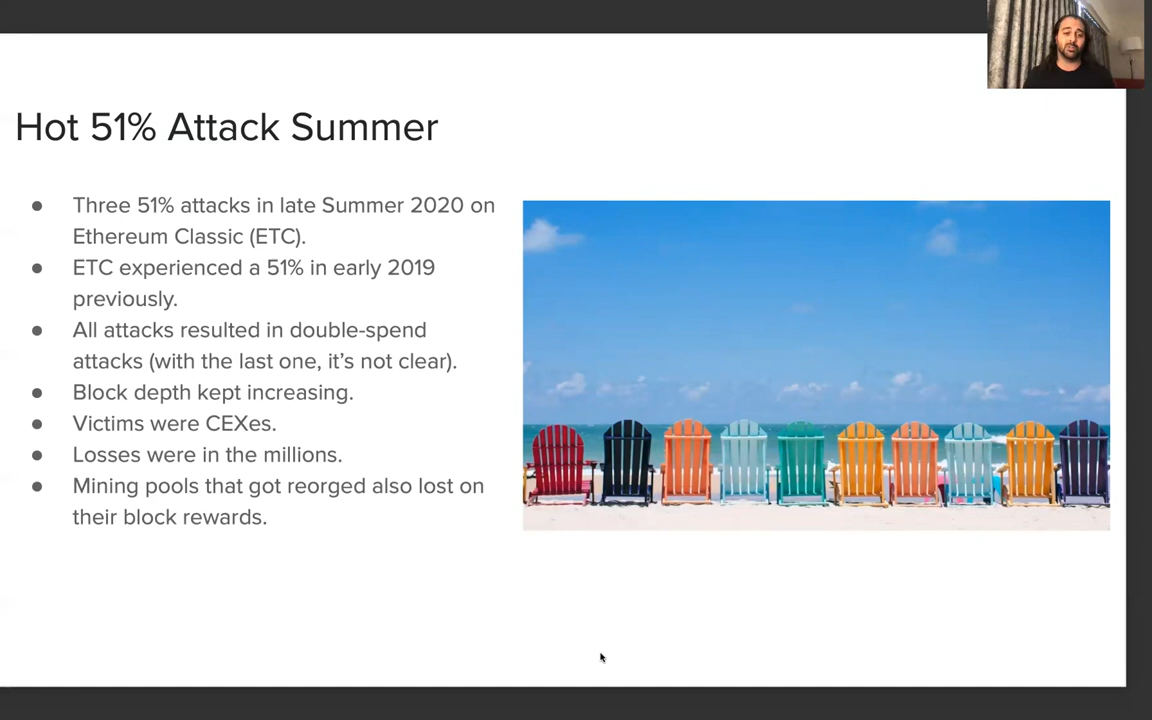 Hot 51% Attack Summer
● Three 51% attacks in late Summer 2020 on
Ethereum Classic (ETC).
● ETC experienced a 51% in early 2019
previously.
● All attacks resulted in double-spend
attacks (with the last one, it's not clear).
● Block depth kept increasing.
● Victims were CEXes.
● Losses were in the millions.
● Mining pools that got reorged also lost on
their block rewards.